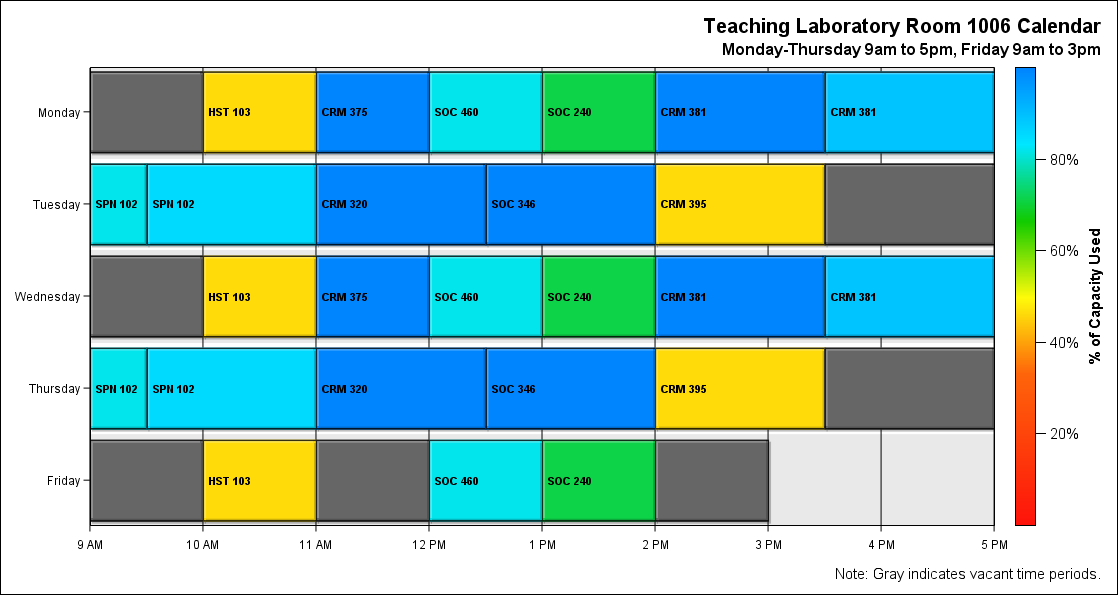 Teaching Laboratory Room 1006 Calendar
Monday-Thursday 9am to 5pm, Friday 9am to 3pm
Monday HST 103 CRM 375 SOC 460 SOC 240 CRM 381 CRM 381
Tuesday SPN 102 SPN 102 CRM 320 SOC 346 CRM 395
Wednesday HST 103 CRM 375 SOC 460 SOC 240 CRM 381 CRM 381
Thursday SPN 102 SPN 102 CRM 320 SOC 346 CRM 395
Friday HST 103 SOC 460 SOC 240
9 AM 10 AM 11 AM 12 PM 1 PM 2 PM 3 PM 4 PM 5 PM
80%
60%
40%
20%
% of Capacity Used
Note: Gray indicates vacant time periods.